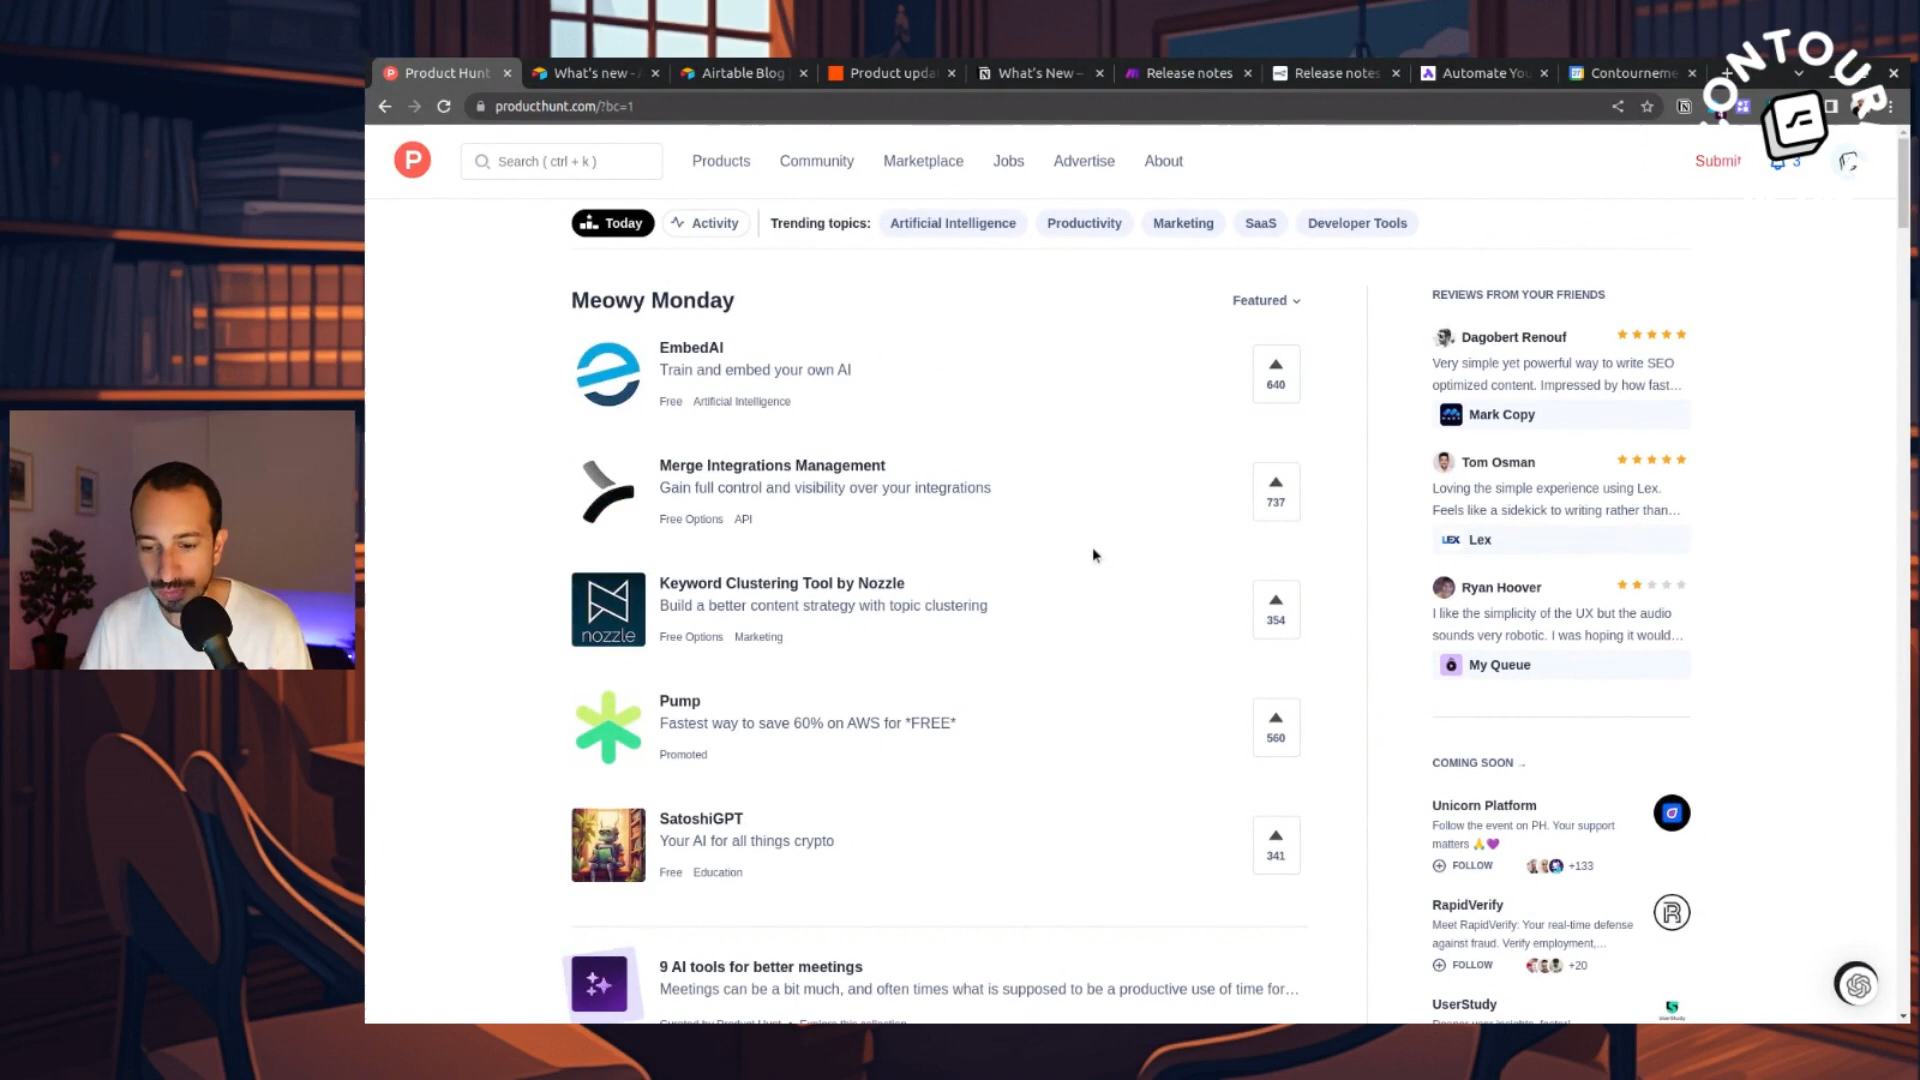 Product Hunt
What's new -
Airtable Blog
Product upda
What's New –
Release notes
Release notes
Automate You
Contourneme
CONTOUR
producthunt.com/?bc=1
P
Search ( ctrl + k )
Products
Community
Marketplace
Jobs
Advertise
About
Submit
3
Today
Activity
Trending topics:
Artificial Intelligence
Productivity
Marketing
SaaS
Developer Tools
Meowy Monday
Featured
EmbedAI
Train and embed your own AI
Free Artificial Intelligence
640
Merge Integrations Management
Gain full control and visibility over your integrations
Free Options API
737
Keyword Clustering Tool by Nozzle
Build a better content strategy with topic clustering
Free Options Marketing
nozzle
354
Pump
Fastest way to save 60% on AWS for *FREE*
Promoted
560
SatoshiGPT
Your AI for all things crypto
Free Education
341
9 AI tools for better meetings
Meetings can be a bit much, and often times what is supposed to be a productive use of time for...
Curated by Product Hunt • Explore this collection
REVIEWS FROM YOUR FRIENDS
Dagobert Renouf
Very simple yet powerful way to write SEO
optimized content. Impressed by how fast...
Mark Copy
Tom Osman
Loving the simple experience using Lex.
Feels like a sidekick to writing rather than...
LEX Lex
Ryan Hoover
I like the simplicity of the UX but the audio
sounds very robotic. I was hoping it would...
My Queue
COMING SOON →
Unicorn Platform
Follow the event on PH. Your support
matters 🙏💜
FOLLOW
+133
RapidVerify
Meet RapidVerify: Your real-time defense
against fraud. Verify employment,...
FOLLOW
+20
UserStudy